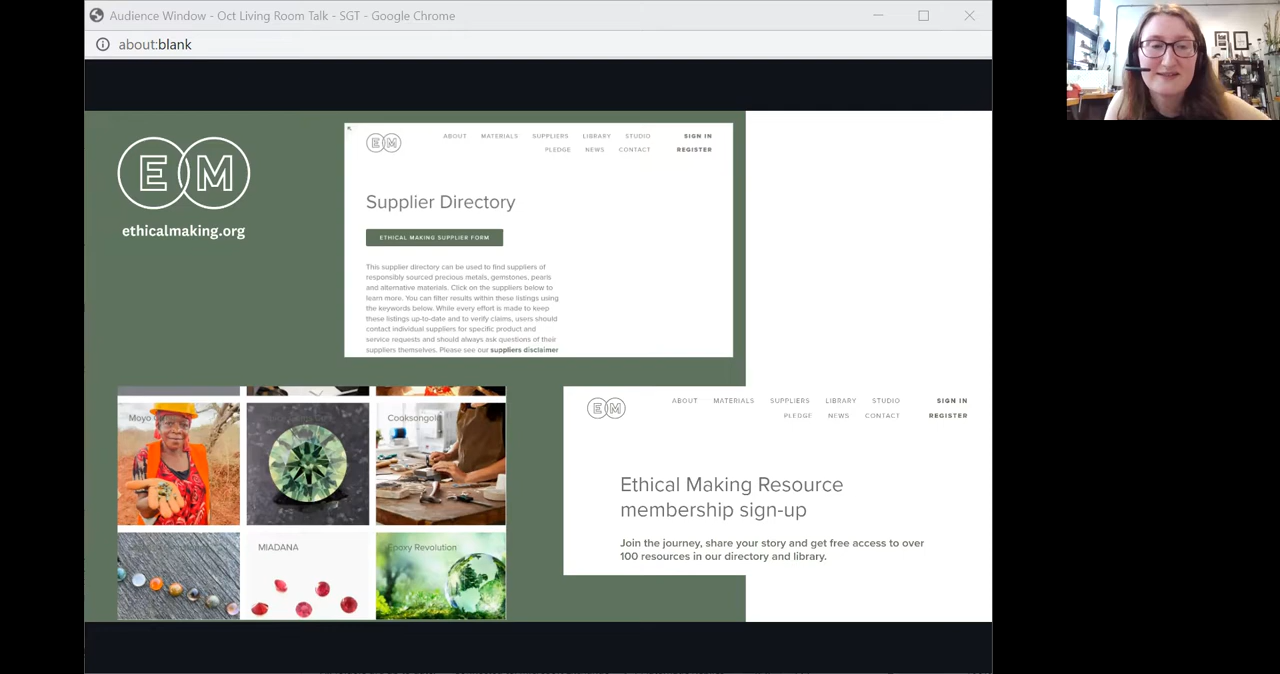 Audience Window - Oct Living Room Talk - SGT - Google Chrome
about:blank
EM
ethicalmaking.org
EM
ABOUT MATERIALS SUPPLIERS LIBRARY STUDIO SIGN IN
PLEDGE NEWS CONTACT REGISTER
Supplier Directory
ETHICAL MAKING SUPPLIER FORM
This supplier directory can be used to find suppliers of
responsibly sourced precious metals, gemstones, pearls
and alternative materials. Click on the suppliers below to
learn more. You can filter results within these listings using
the keywords below. While every effort is made to keep
these listings up-to-date and to verify claims, users should
contact individual suppliers for specific product and
service requests and should always ask questions of their
suppliers themselves. Please see our suppliers disclaimer
Moyo
Cooksongold
MIADANA
Epoxy Revolution
EM
ABOUT MATERIALS SUPPLIERS LIBRARY STUDIO SIGN IN
PLEDGE NEWS CONTACT REGISTER
Ethical Making Resource
membership sign-up
Join the journey, share your story and get free access to over
100 resources in our directory and library.